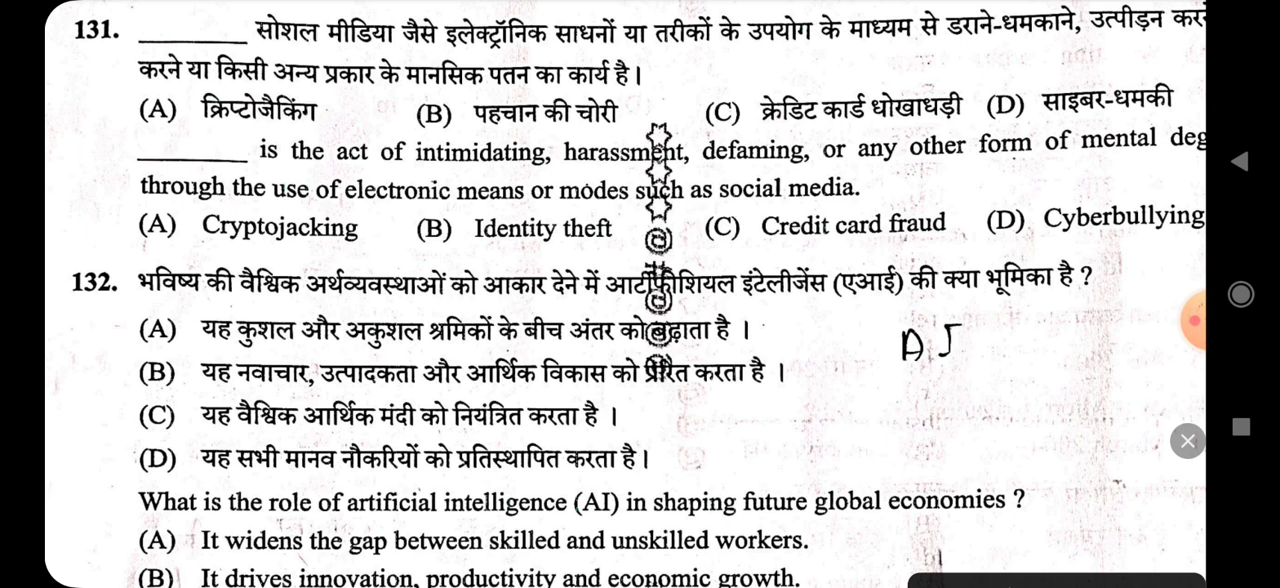 131. ________ सोशल मीडिया जैसे इलेक्ट्रॉनिक साधनों या तरीकों के उपयोग के माध्यम से डराने-धमकाने, उत्पीड़न
करने या किसी अन्य प्रकार के मानसिक पतन का कार्य है।
(A) क्रिप्टोजैकिंग (B) पहचान की चोरी (C) क्रेडिट कार्ड धोखाधड़ी (D) साइबर-धमकी
________ is the act of intimidating, harassment, defaming, or any other form of mental deg
through the use of electronic means or modes such as social media.
(A) Cryptojacking (B) Identity theft (C) Credit card fraud (D) Cyberbullying
132. भविष्य की वैश्विक अर्थव्यवस्थाओं को आकार देने में आर्टीफीशियल इंटेलीजेंस (एआई) की क्या भूमिका है ?
(A) यह कुशल और अकुशल श्रमिकों के बीच अंतर को बढ़ाता है ।
(B) यह नवाचार, उत्पादकता और आर्थिक विकास को प्रेरित करता है ।
(C) यह वैश्विक आर्थिक मंदी को नियंत्रित करता है ।
(D) यह सभी मानव नौकरियों को प्रतिस्थापित करता है।
What is the role of artificial intelligence (AI) in shaping future global economies ?
(A) It widens the gap between skilled and unskilled workers.
(B) It drives innovation, productivity and economic growth.